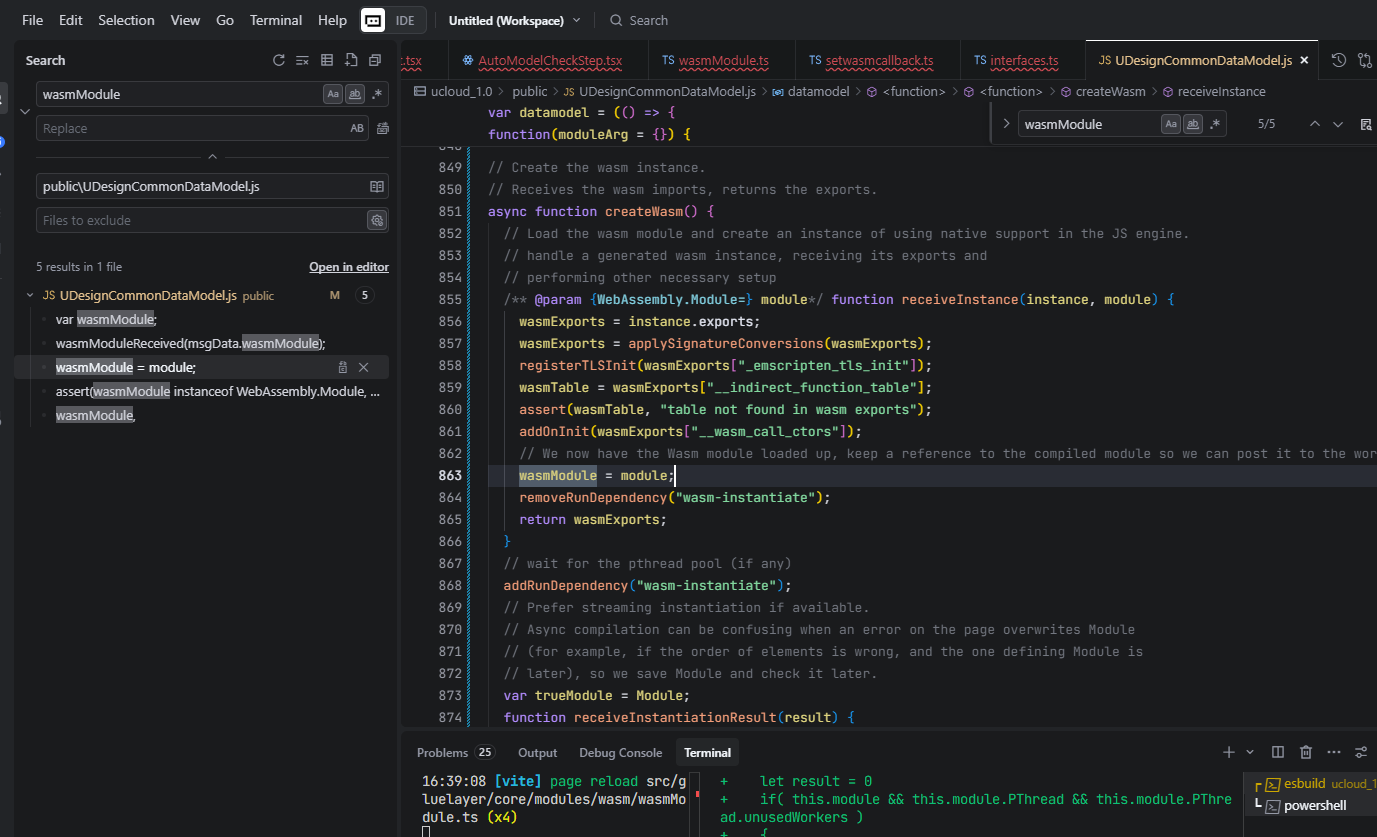 File Edit Selection View Go Terminal Help IDE Untitled (Workspace) Search
Search
wasmModule Aa ab .*
Replace AB
public\UDesignCommonDataModel.js
Files to exclude
5 results in 1 file Open in editor
JS UDesignCommonDataModel.js public M 5
var wasmModule;
wasmModuleReceived(msgData.wasmModule);
wasmModule = module;
assert(wasmModule instanceof WebAssembly.Module, ...
wasmModule,
.tsx AutoModelCheckStep.tsx TS wasmModule.ts TS setwasmcallback.ts TS interfaces.ts JS UDesignCommonDataModel.js
ucloud_1.0 > public > JS UDesignCommonDataModel.js > datamodel > <function> > <function> > createWasm > receiveInstance
wasmModule Aa ab .* 5/5
var datamodel = (() => {
function(moduleArg = {}) {
848
849 // Create the wasm instance.
850 // Receives the wasm imports, returns the exports.
851 async function createWasm() {
852 // Load the wasm module and create an instance of using native support in the JS engine.
853 // handle a generated wasm instance, receiving its exports and
854 // performing other necessary setup
855 /** @param {WebAssembly.Module=} module*/ function receiveInstance(instance, module) {
856 wasmExports = instance.exports;
857 wasmExports = applySignatureConversions(wasmExports);
858 registerTLSInit(wasmExports["_emscripten_tls_init"]);
859 wasmTable = wasmExports["__indirect_function_table"];
860 assert(wasmTable, "table not found in wasm exports");
861 addOnInit(wasmExports["__wasm_call_ctors"]);
862 // We now have the Wasm module loaded up, keep a reference to the compiled module so we can post it to the wor
863 wasmModule = module;
864 removeRunDependency("wasm-instantiate");
865 return wasmExports;
866 }
867 // wait for the pthread pool (if any)
868 addRunDependency("wasm-instantiate");
869 // Prefer streaming instantiation if available.
870 // Async compilation can be confusing when an error on the page overwrites Module
871 // (for example, if the order of elements is wrong, and the one defining Module is
872 // later), so we save Module and check it later.
873 var trueModule = Module;
874 function receiveInstantiationResult(result) {
Problems 25 Output Debug Console Terminal
16:39:08 [vite] page reload src/g
luelayer/core/modules/wasm/wasmMo
dule.ts (x4)
+ let result = 0
+ if( this.module && this.module.PThread && this.module.PThre
ad.unusedWorkers )
+ {
esbuild ucloud_1
powershell